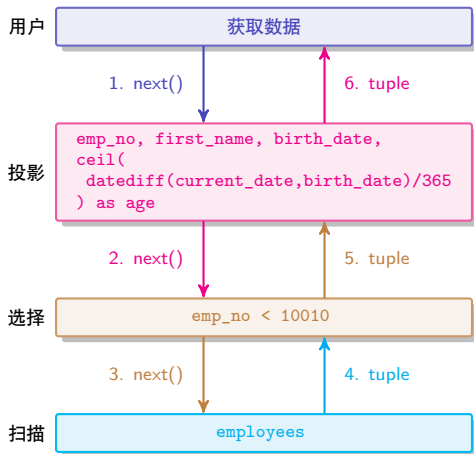 用户
获取数据
1. next()
6. tuple
投影
emp_no, first_name, birth_date,
ceil(
datediff(current_date,birth_date)/365
) as age
2. next()
5. tuple
选择
emp_no < 10010
3. next()
4. tuple
扫描
employees